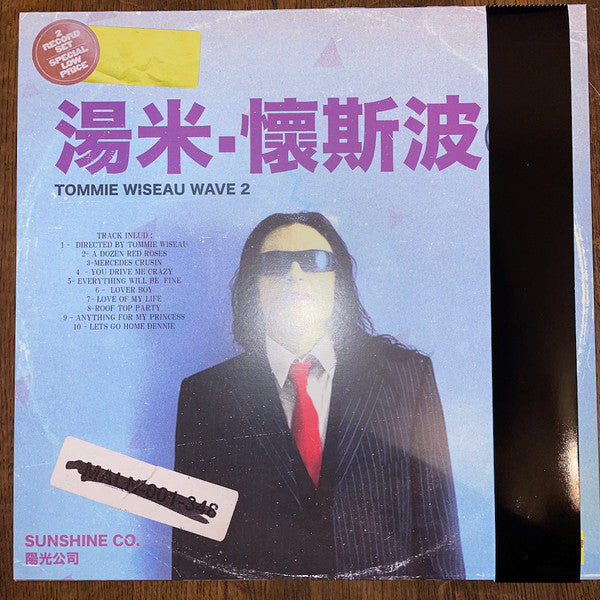 2
RECORD
SET
SPECIAL
LOW
PRICE
湯米·懷斯波
TOMMIE WISEAU WAVE 2
TRACK INLUD :
1 - DIRECTED BY TOMMIE WISEAU
2- A DOZEN RED ROSES
3-MERCEDES CRUSIN
4 - YOU DRIVE ME CRAZY
5- EVERYTHING WILL BE FINE
6 - LOVER BOY
7- LOVE OF MY LIFE
8-ROOF TOP PARTY
9 - ANYTHING FOR MY PRINCESS
10 - LETS GO HOME DENNIE
SUNSHINE CO.
陽光公司